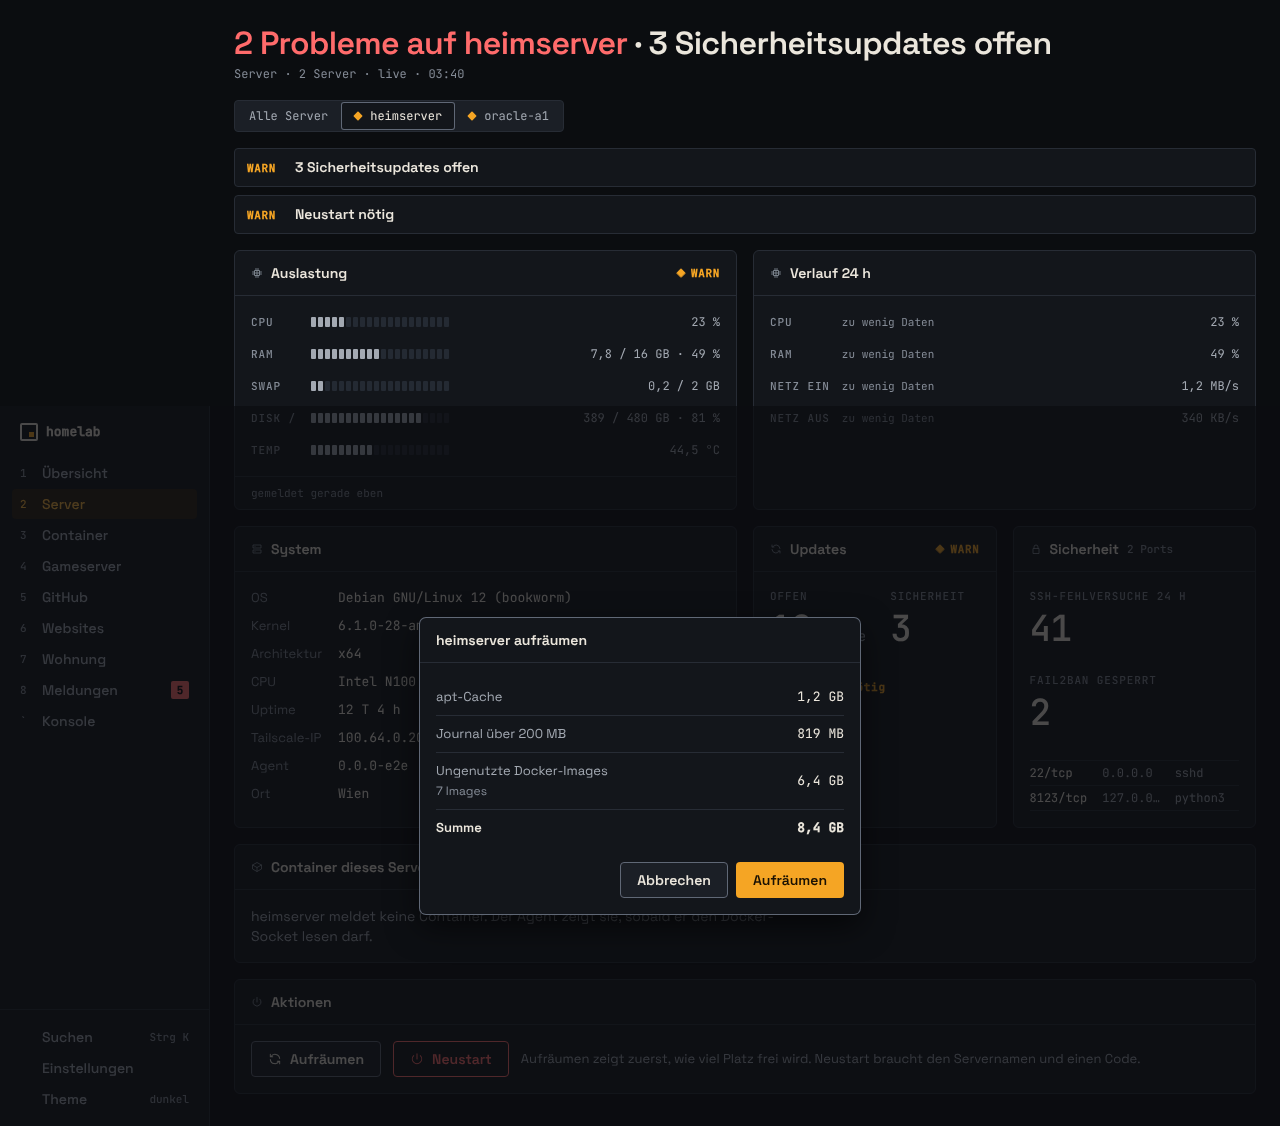 2 Probleme auf heimserver · 3 Sicherheitsupdates offen
Server · 2 Server · live · 03:40
Alle Server
heimserver
oracle-a1
WARN 3 Sicherheitsupdates offen
WARN Neustart nötig
Auslastung WARN
CPU 23 %
RAM 7,8 / 16 GB · 49 %
SWAP 0,2 / 2 GB
DISK / 389 / 480 GB · 81 %
TEMP 44,5 °C
gemeldet gerade eben
Verlauf 24 h
CPU zu wenig Daten 23 %
RAM zu wenig Daten 49 %
NETZ EIN zu wenig Daten 1,2 MB/s
NETZ AUS zu wenig Daten 340 KB/s
homelab
1 Übersicht
2 Server
3 Container
4 Gameserver
5 GitHub
6 Websites
7 Wohnung
8 Meldungen 5
` Konsole
Suchen Strg K
Einstellungen
Theme dunkel
System
OS Debian GNU/Linux 12 (bookworm)
Kernel
Architektur x64
CPU Intel N100
Uptime 12 T 4 h
Tailscale-IP
Agent 0.0.0-e2e
Ort Wien
Updates WARN
OFFEN
SICHERHEIT
3
Sicherheit 2 Ports
SSH-FEHLVERSUCHE 24 H
41
FAIL2BAN GESPERRT
2
22/tcp 0.0.0.0 sshd
8123/tcp 127.0.0… python3
heimserver aufräumen
apt-Cache 1,2 GB
Journal über 200 MB 819 MB
Ungenutzte Docker-Images 6,4 GB
7 Images
Summe 8,4 GB
Abbrechen
Aufräumen
Container dieses
heimserver meldet keine Container. Der Agent zeigt sie, sobald er den Docker-
Socket lesen darf.
Aktionen
Aufräumen
Neustart
Aufräumen zeigt zuerst, wie viel Platz frei wird. Neustart braucht den Servernamen und einen Code.